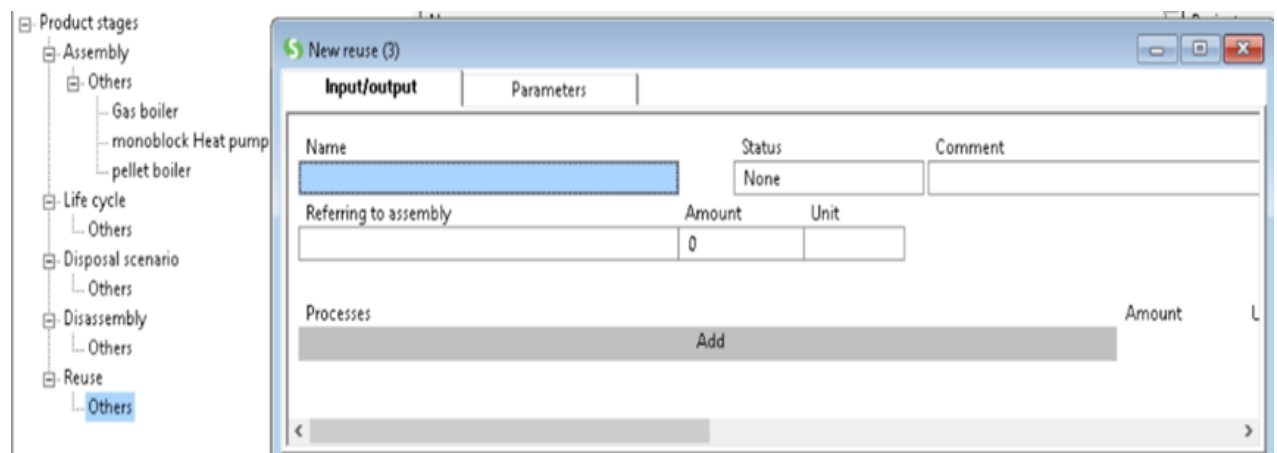 Product stages
Assembly
Others
Gas boiler
monoblock Heat pump
pellet boiler
Life cycle
Others
Disposal scenario
Others
Disassembly
Others
Reuse
Others
New reuse (3)
Input/output Parameters
Name Status Comment
None
Referring to assembly Amount Unit
0
Processes Amount
Add